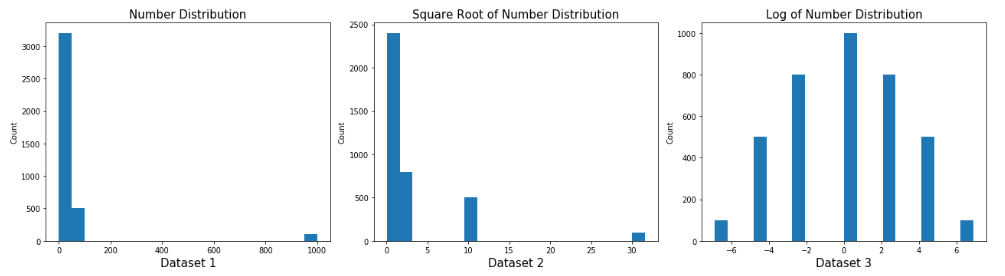 Number Distribution
Count
3000
2500
2000
1500
1000
500
0
0 200 400 600 800 1000
Dataset 1
Square Root of Number Distribution
Count
2500
2000
1500
1000
500
0
0 5 10 15 20 25 30
Dataset 2
Log of Number Distribution
Count
1000
800
600
400
200
0
−6 −4 −2 0 2 4 6
Dataset 3